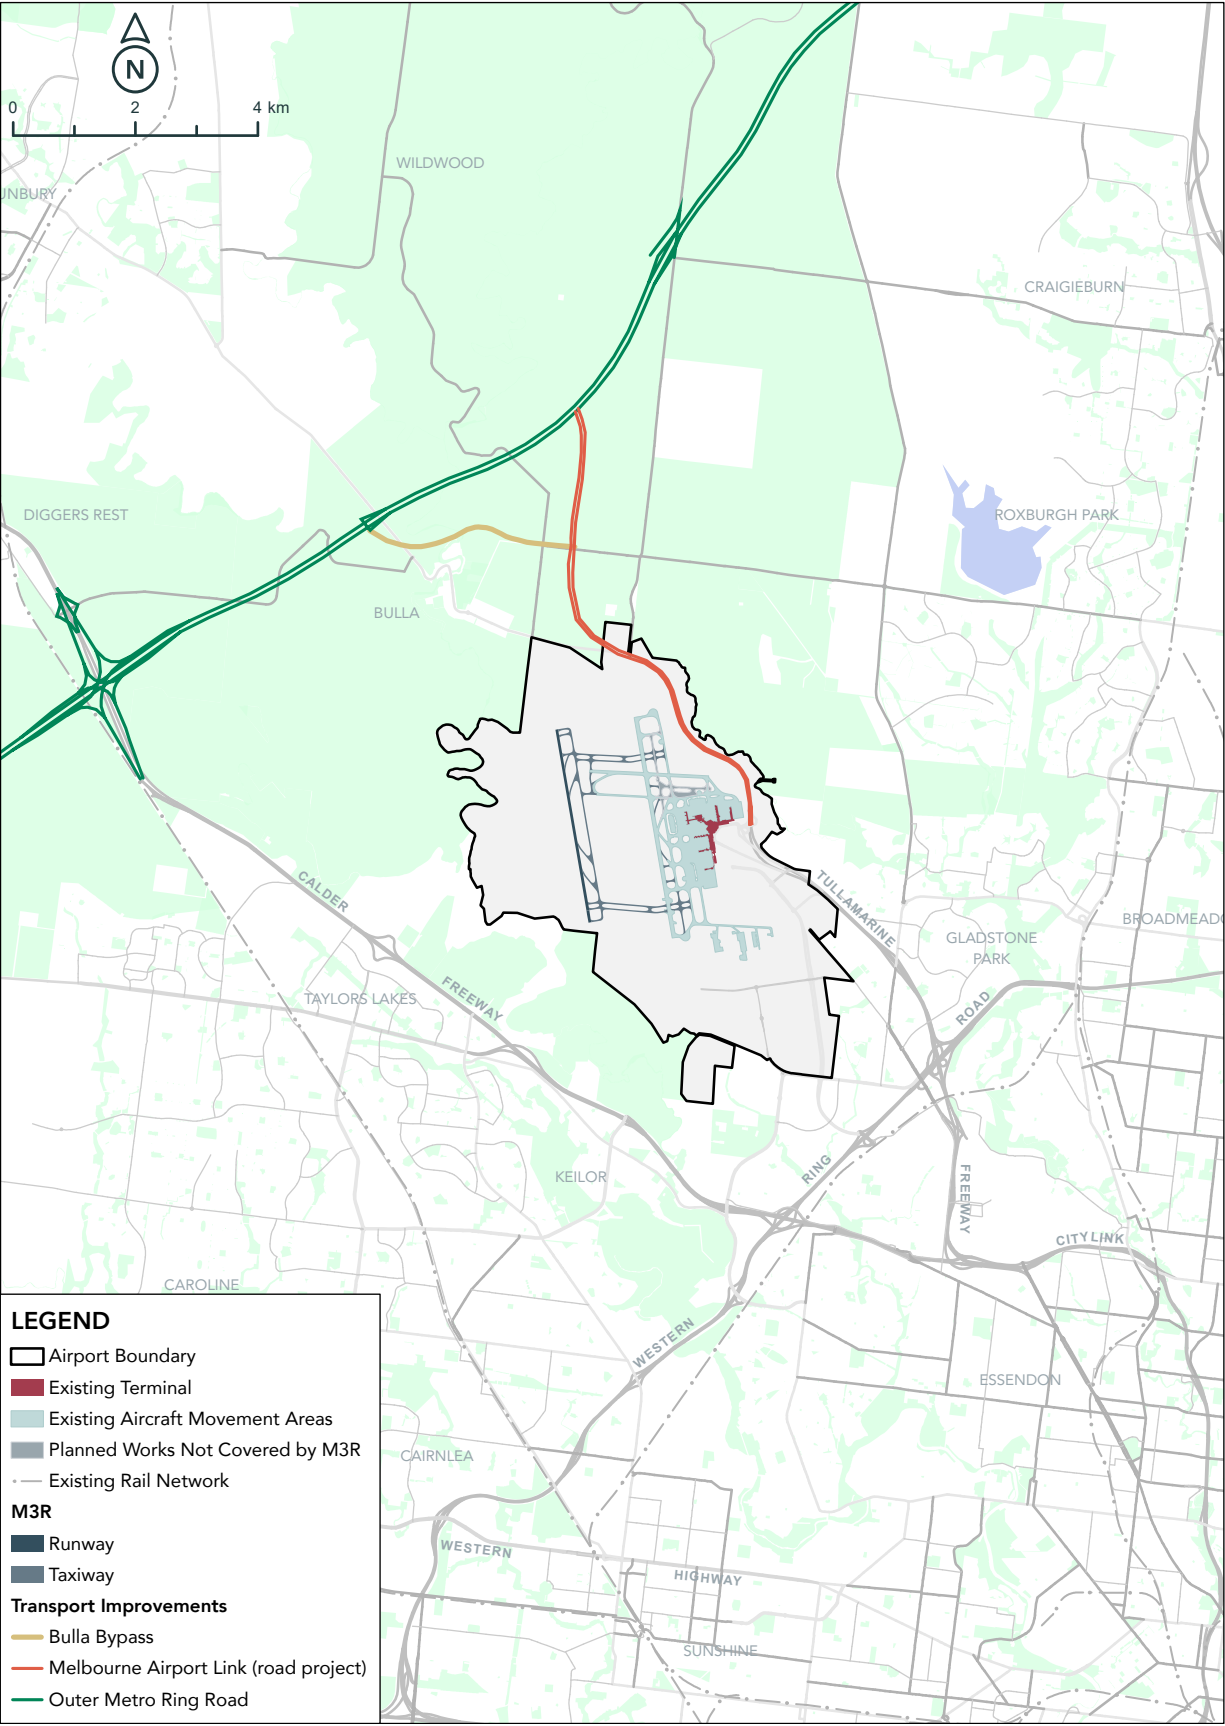 N
0 2 4 km
WILDWOOD
UNBURY
CRAIGIEBURN
DIGGERS REST
ROXBURGH PARK
BULLA
CALDER
TULLAMARINE
BROADMEADO
GLADSTONE
PARK
TAYLORS LAKES
FREEWAY
ROAD
KEILOR
RING
FREEWAY
CITYLINK
CAROLINE
WESTERN
ESSENDON
CAIRNLEA
WESTERN
HIGHWAY
SUNSHINE
LEGEND
Airport Boundary
Existing Terminal
Existing Aircraft Movement Areas
Planned Works Not Covered by M3R
Existing Rail Network
M3R
Runway
Taxiway
Transport Improvements
Bulla Bypass
Melbourne Airport Link (road project)
Outer Metro Ring Road